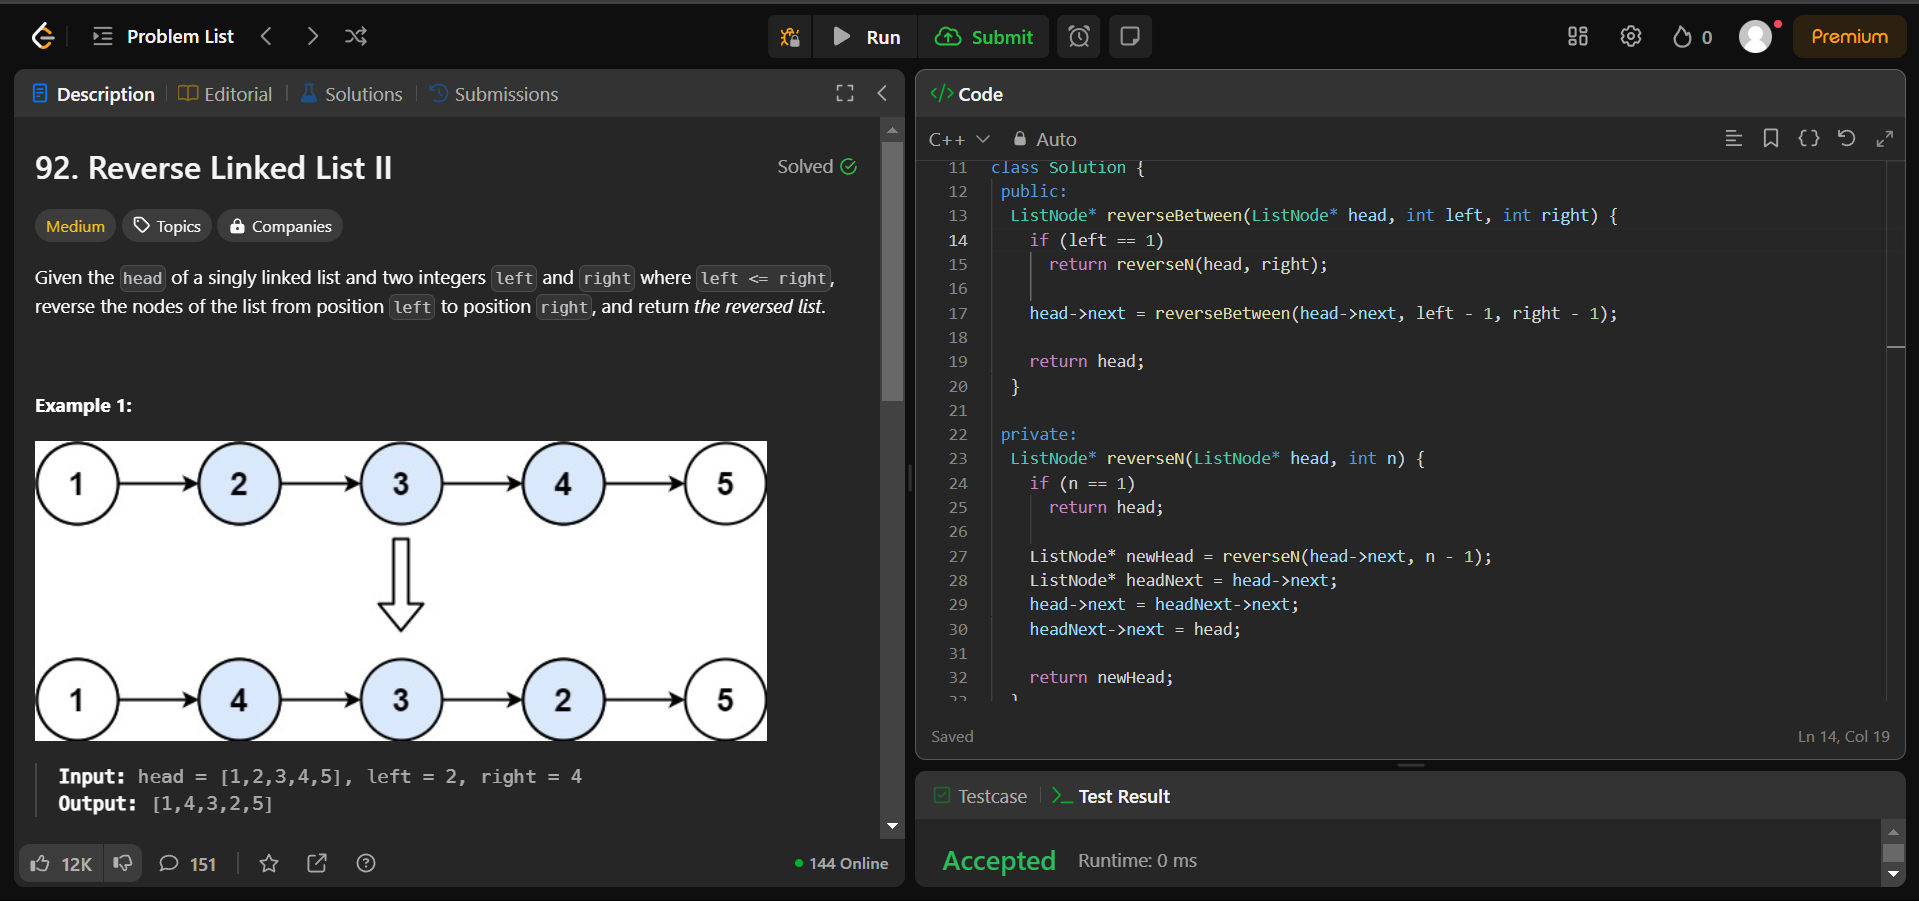 Problem List
Run
Submit
0
Premium
Description
Editorial
Solutions
Submissions
92. Reverse Linked List II
Solved
Medium
Topics
Companies
Given the head of a singly linked list and two integers left and right where left <= right,
reverse the nodes of the list from position left to position right, and return the reversed list.
Example 1:
1 2 3 4 5
1 4 3 2 5
Input: head = [1,2,3,4,5], left = 2, right = 4
Output: [1,4,3,2,5]
12K
151
144 Online
</> Code
C++
Auto
11 class Solution {
12 public:
13 ListNode* reverseBetween(ListNode* head, int left, int right) {
14 if (left == 1)
15 return reverseN(head, right);
16
17 head->next = reverseBetween(head->next, left - 1, right - 1);
18
19 return head;
20 }
21
22 private:
23 ListNode* reverseN(ListNode* head, int n) {
24 if (n == 1)
25 return head;
26
27 ListNode* newHead = reverseN(head->next, n - 1);
28 ListNode* headNext = head->next;
29 head->next = headNext->next;
30 headNext->next = head;
31
32 return newHead;
33 }
Saved
Ln 14, Col 19
Testcase
Test Result
Accepted
Runtime: 0 ms